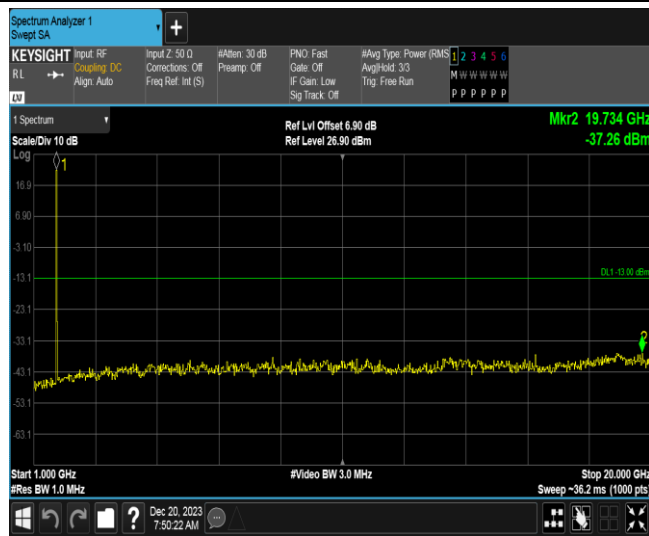 Spectrum Analyzer 1
Swept SA
+
KEYSIGHT
RL
LXI
Input: RF
Coupling: DC
Align: Auto
Input Z: 50 Ω
Corrections: Off
Freq Ref: Int (S)
#Atten: 30 dB
Preamp: Off
PNO: Fast
Gate: Off
IF Gain: Low
Sig Track: Off
#Avg Type: Power (RMS
Avg|Hold: 3/3
Trig: Free Run
1 2 3 4 5 6
M W W W W W
P P P P P P
1 Spectrum
Scale/Div 10 dB
Log
Ref Lvl Offset 6.90 dB
Ref Level 26.90 dBm
Mkr2 19.734 GHz
-37.26 dBm
1
16.9
6.90
-3.10
-13.1
DL1 -13.00 dBm
-23.1
-33.1
2
-43.1
-53.1
-63.1
Start 1.000 GHz
#Res BW 1.0 MHz
#Video BW 3.0 MHz
Stop 20.000 GHz
Sweep ~36.2 ms (1000 pts)
?
Dec 20, 2023
7:50:22 AM